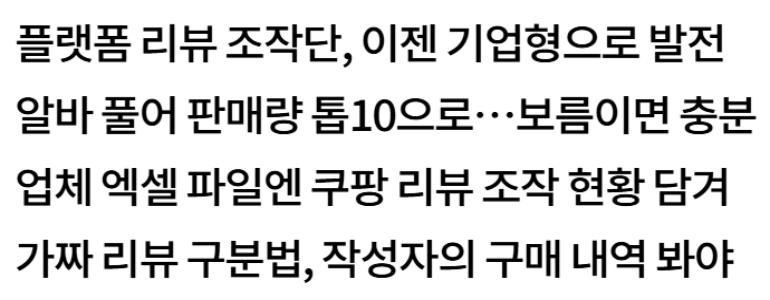 플랫폼 리뷰 조작단, 이젠 기업형으로 발전
알바 풀어 판매량 톱10으로…보름이면 충분
업체 엑셀 파일엔 쿠팡 리뷰 조작 현황 담겨
가짜 리뷰 구분법, 작성자의 구매 내역 봐야